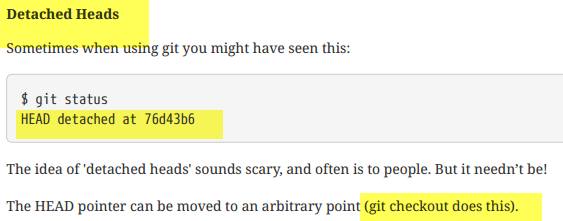 Detached Heads
Sometimes when using git you might have seen this:
$ git status
HEAD detached at 76d43b6
The idea of 'detached heads' sounds scary, and often is to people. But it needn’t be!
The HEAD pointer can be moved to an arbitrary point (git checkout does this).